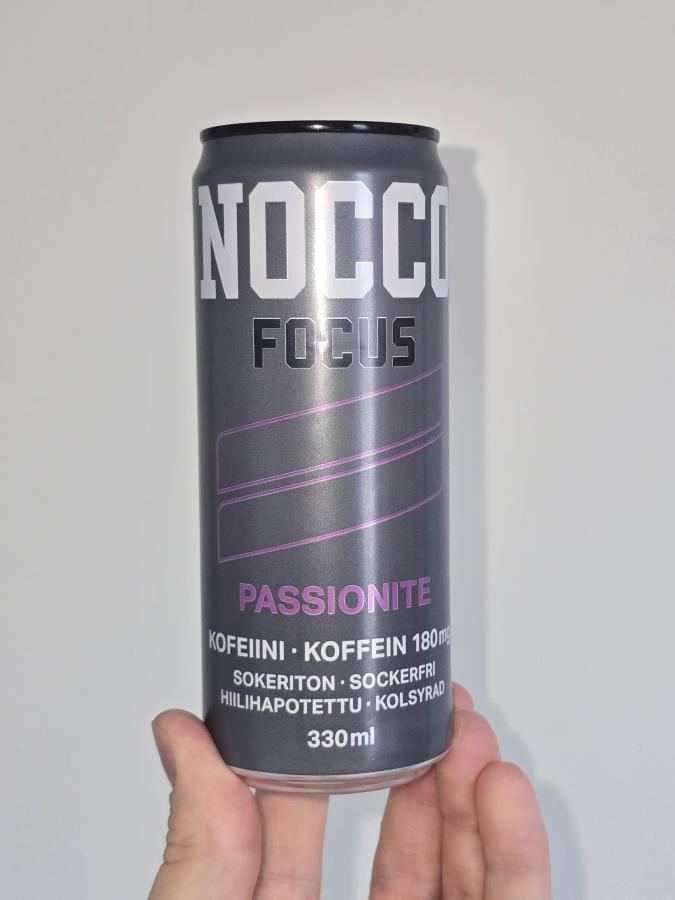 NOCCO
FOCUS
PASSIONITE
KOFEIINI · KOFFEIN 180mg
SOKERITON · SOCKERFRI
HIILIHAPOTETTU · KOLSYRAD
330ml